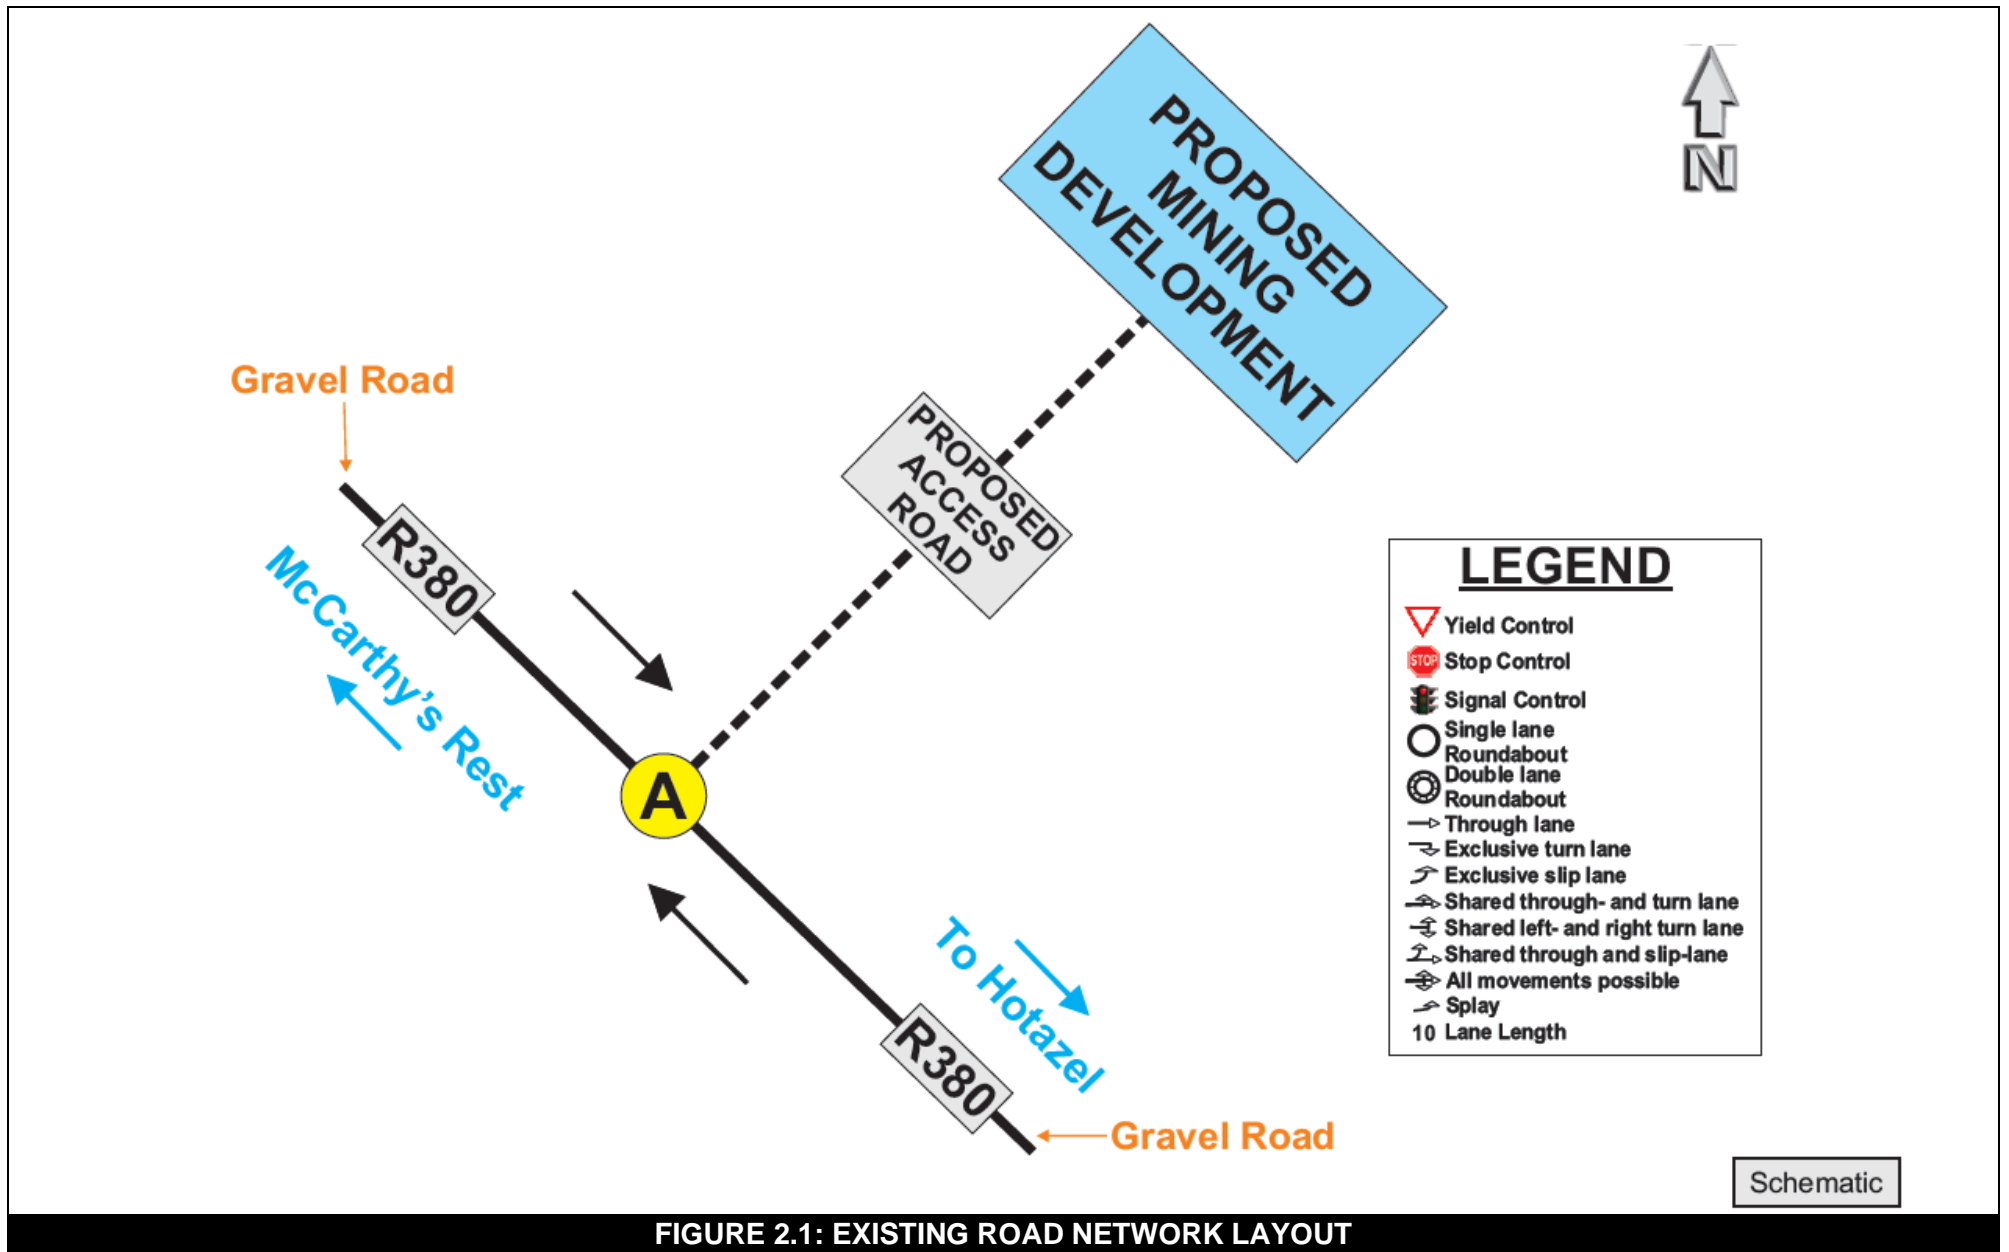 PROPOSED
MINING
DEVELOPMENT
N
Gravel Road
PROPOSED
ACCESS
ROAD
R380
McCarthy's Rest
A
To Hotazel
R380
Gravel Road
LEGEND
Yield Control
STOP Stop Control
Signal Control
Single lane
Roundabout
Double lane
Roundabout
Through lane
Exclusive turn lane
Exclusive slip lane
Shared through- and turn lane
Shared left- and right turn lane
Shared through and slip-lane
All movements possible
Splay
10 Lane Length
Schematic
FIGURE 2.1: EXISTING ROAD NETWORK LAYOUT